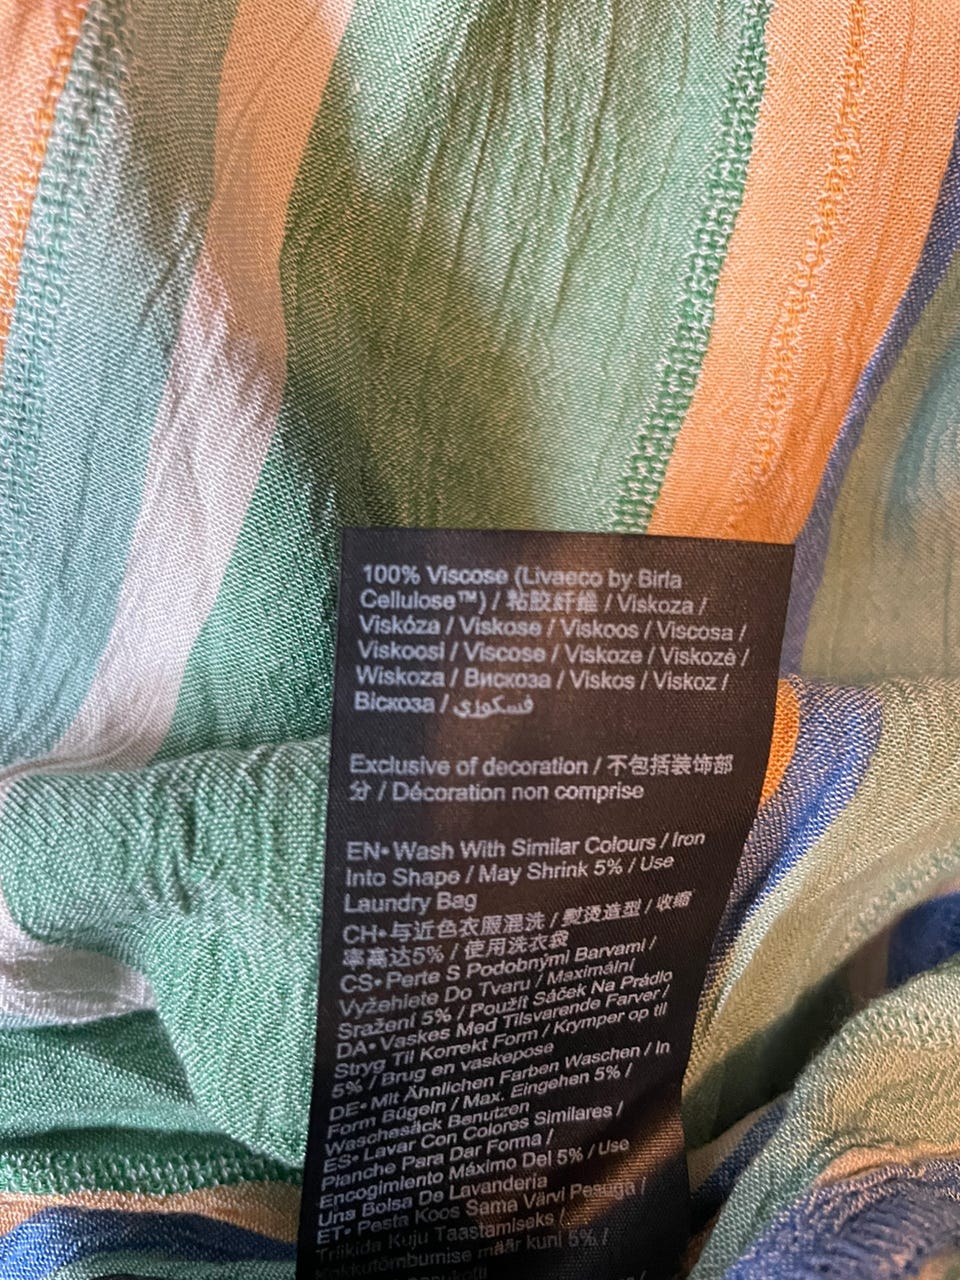 100% Viscose (Livaeco by Birla
Cellulose™) / 粘胶纤维 / Viskoza /
Viskóza / Viskose / Viskoos / Viscosa /
Viskoosi / Viscose / Viskoze / Viskozė /
Wiskoza / Вискоза / Viskos / Viskoz /
Віскоза / فسكوزي
Exclusive of decoration / 不包括装饰部
分 / Décoration non comprise
EN• Wash With Similar Colours / Iron
Into Shape / May Shrink 5% / Use
Laundry Bag
CH• 与近色衣服混洗 / 熨烫造型 / 收缩
率高达5% / 使用洗衣袋
CS• Perte S Podobnými Barvami /
Vyžehlete Do Tvaru / Maximální
Sražení 5% / Použít Sáček Na Prádlo
DA• Vaskes Med Tilsvarende Farver /
Stryg Til Korrekt Form / Krymper op til
5% / Brug en vaskepose
DE• Mit Ähnlichen Farben Waschen / In
Form Bügeln / Max. Eingehen 5% /
Waschesäck Benutzen
ES• Lavar Con Colores Similares /
Planche Para Dar Forma /
Encogimiento Máximo Del 5% / Use
Una Bolsa De Lavanderia
ET• Pesta Koos Sama Värvi Pesuga /
Triikida Kuju Taastamiseks /
Kokkutõmbumise määr kuni 5% /